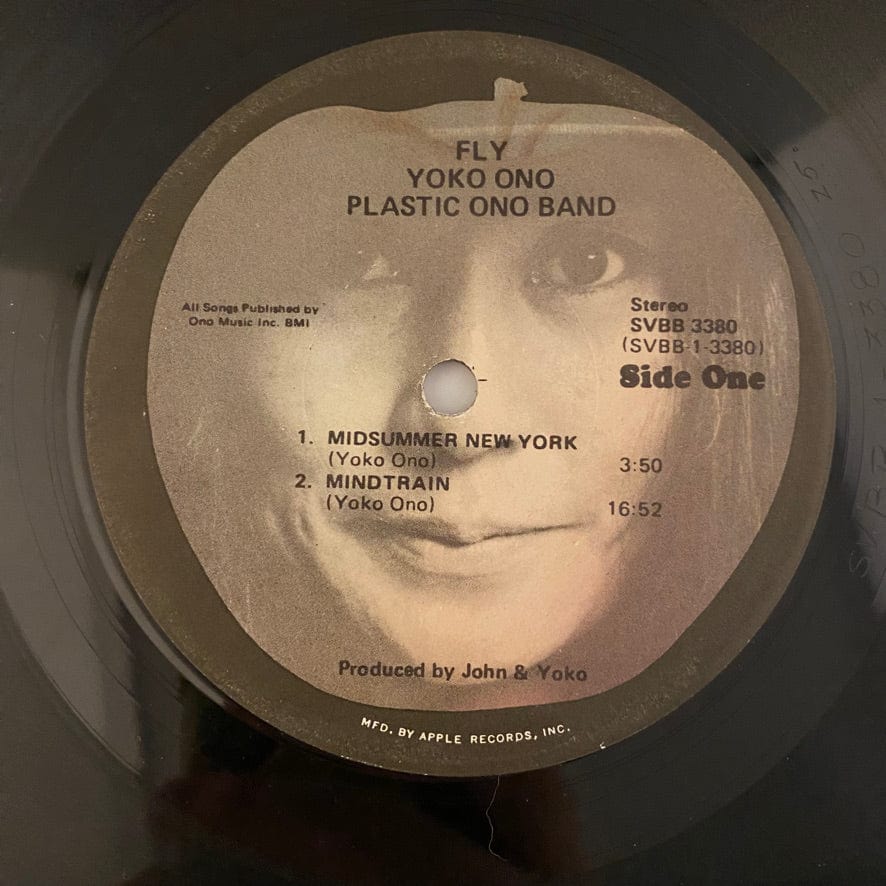 FLY
YOKO ONO
PLASTIC ONO BAND
All Songs Published by
Ono Music Inc. BMI
Stereo
SVBB 3380
(SVBB-1-3380)
Side One
1. MIDSUMMER NEW YORK
(Yoko Ono) 3:50
2. MINDTRAIN
(Yoko Ono) 16:52
Produced by John & Yoko
MFD. BY APPLE RECORDS, INC.